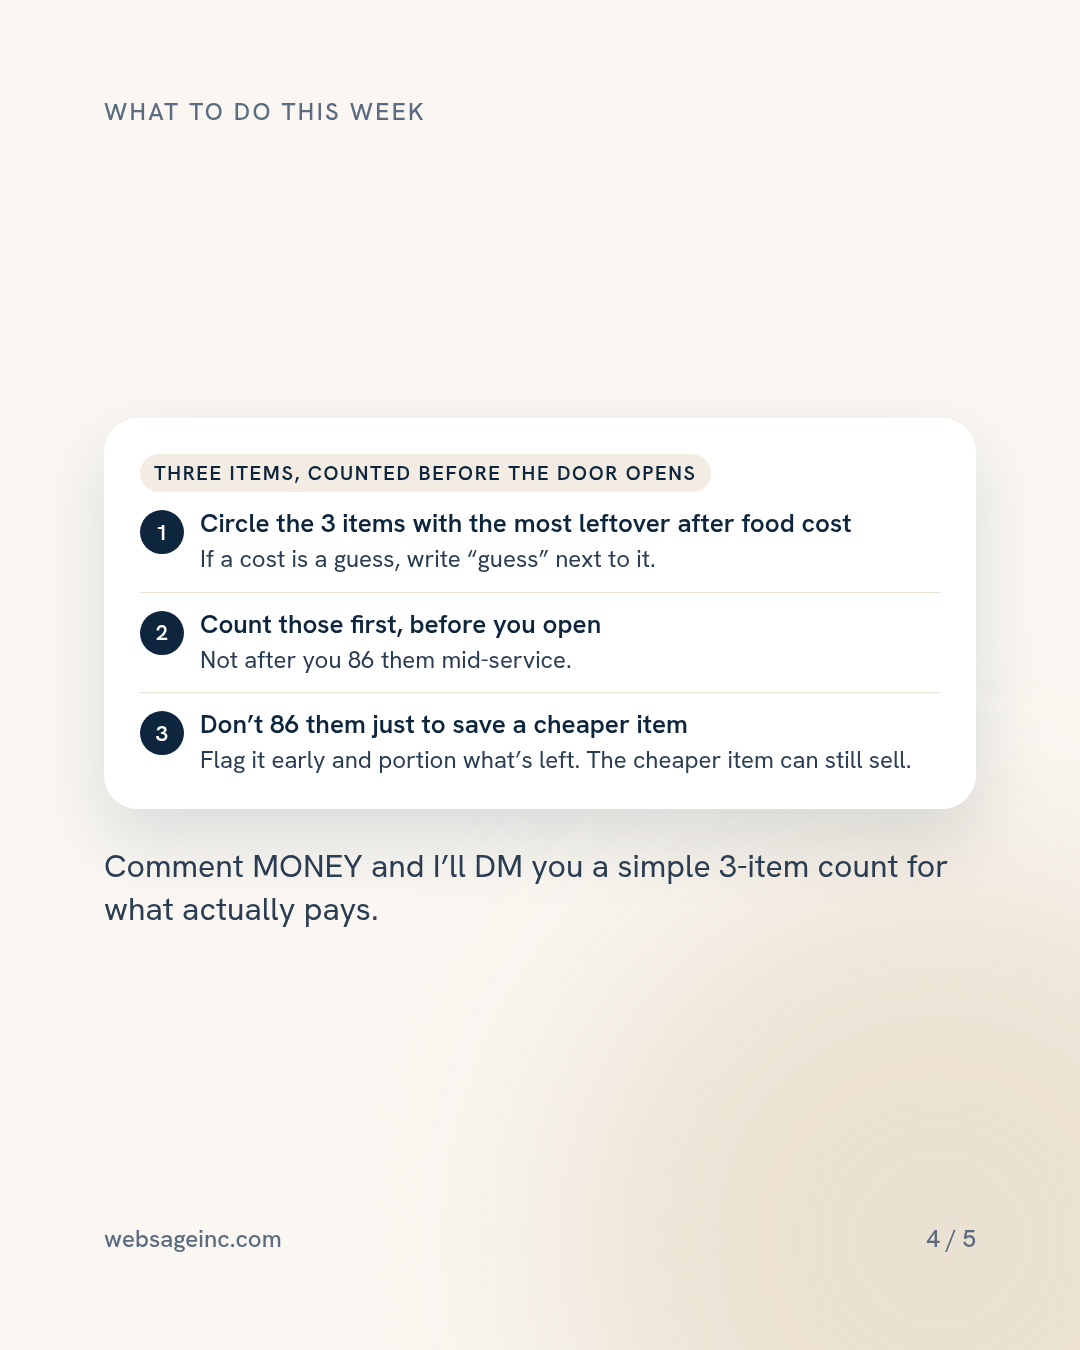 WHAT TO DO THIS WEEK
THREE ITEMS, COUNTED BEFORE THE DOOR OPENS
1
Circle the 3 items with the most leftover after food cost
If a cost is a guess, write “guess” next to it.
2
Count those first, before you open
Not after you 86 them mid-service.
3
Don’t 86 them just to save a cheaper item
Flag it early and portion what’s left. The cheaper item can still sell.
Comment MONEY and I’ll DM you a simple 3-item count for
what actually pays.
websageinc.com
4 / 5